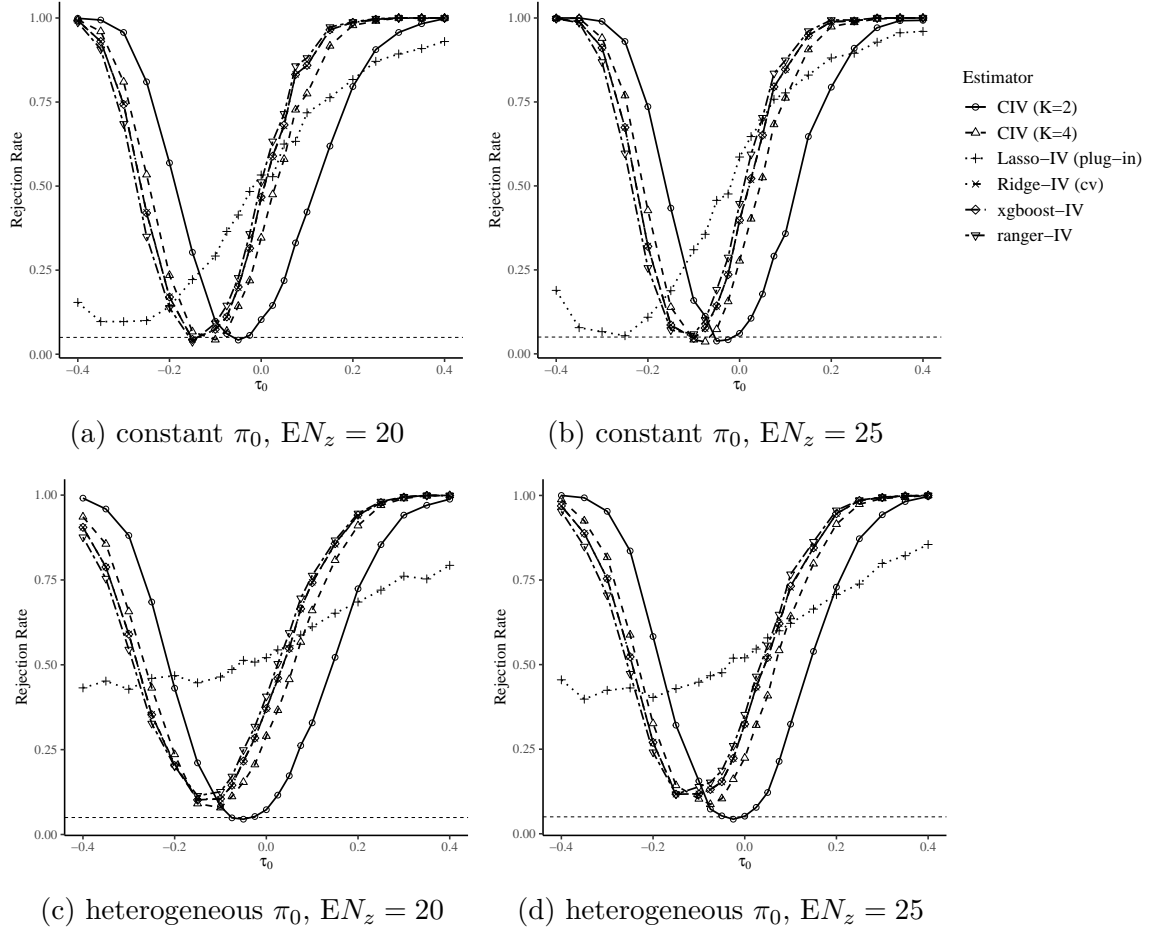 1.00
0.75
0.50
0.25
0.00
Rejection Rate
−0.4 −0.2 0.0 0.2 0.4
τ0
(a) constant π0, ENz = 20
1.00
0.75
0.50
0.25
0.00
Rejection Rate
−0.4 −0.2 0.0 0.2 0.4
τ0
(b) constant π0, ENz = 25
Estimator
CIV (K=2)
CIV (K=4)
Lasso−IV (plug−in)
Ridge−IV (cv)
xgboost−IV
ranger−IV
1.00
0.75
0.50
0.25
0.00
Rejection Rate
−0.4 −0.2 0.0 0.2 0.4
τ0
(c) heterogeneous π0, ENz = 20
1.00
0.75
0.50
0.25
0.00
Rejection Rate
−0.4 −0.2 0.0 0.2 0.4
τ0
(d) heterogeneous π0, ENz = 25